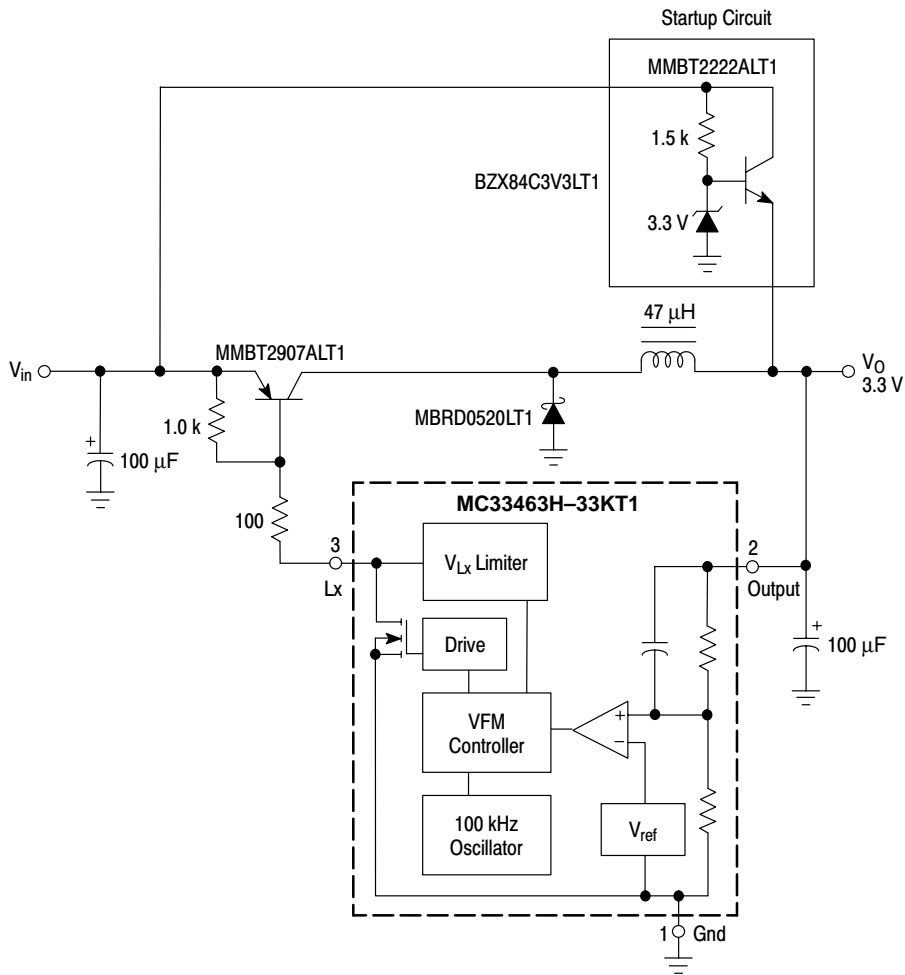 Startup Circuit
MMBT2222ALT1
1.5 k
BZX84C3V3LT1
3.3 V
47 µH
MMBT2907ALT1
Vin
VO
3.3 V
1.0 k
MBRD0520LT1
+
100 µF
100
MC33463H–33KT1
3
Lx
VLx Limiter
2
Output
+
100 µF
Drive
VFM
Controller
+
−
100 kHz
Oscillator
Vref
1
Gnd